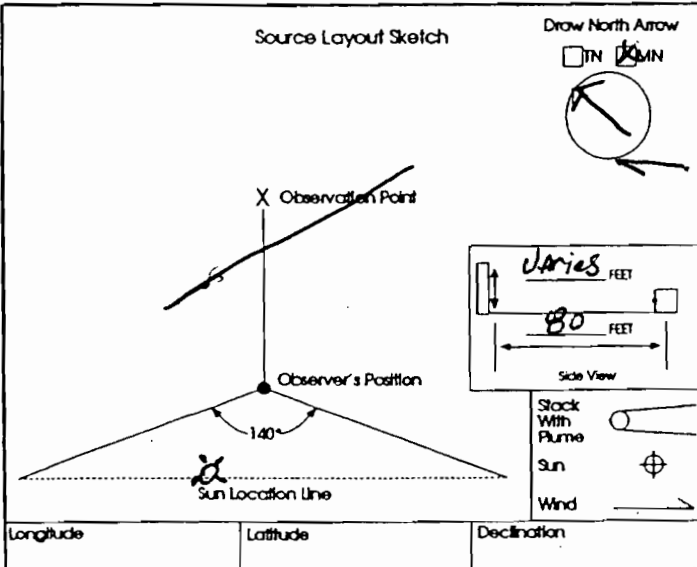 Source Layout Sketch
Draw North Arrow
TN MN
X Observation Point
Varies FEET
80 FEET
Side View
Observer's Position
140°
Sun Location Line
Stack
With
Plume
Sun
Wind
Longitude Latitude Declination